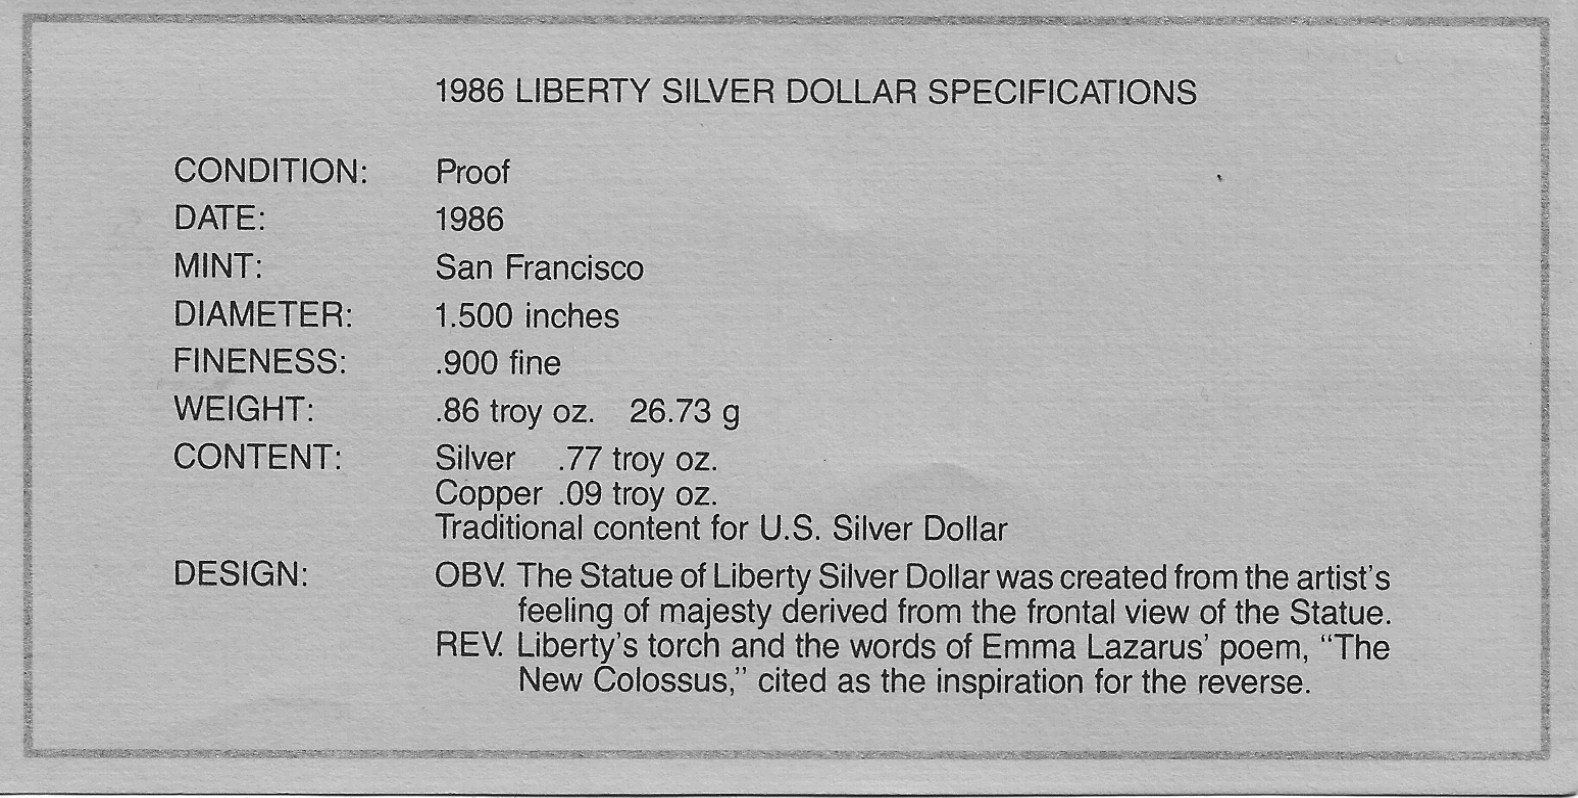 1986 LIBERTY SILVER DOLLAR SPECIFICATIONS
CONDITION: Proof
DATE: 1986
MINT: San Francisco
DIAMETER: 1.500 inches
FINENESS: .900 fine
WEIGHT: .86 troy oz. 26.73 g
CONTENT: Silver .77 troy oz.
Copper .09 troy oz.
Traditional content for U.S. Silver Dollar
DESIGN: OBV. The Statue of Liberty Silver Dollar was created from the artist's
feeling of majesty derived from the frontal view of the Statue.
REV. Liberty's torch and the words of Emma Lazarus' poem, “The
New Colossus,” cited as the inspiration for the reverse.